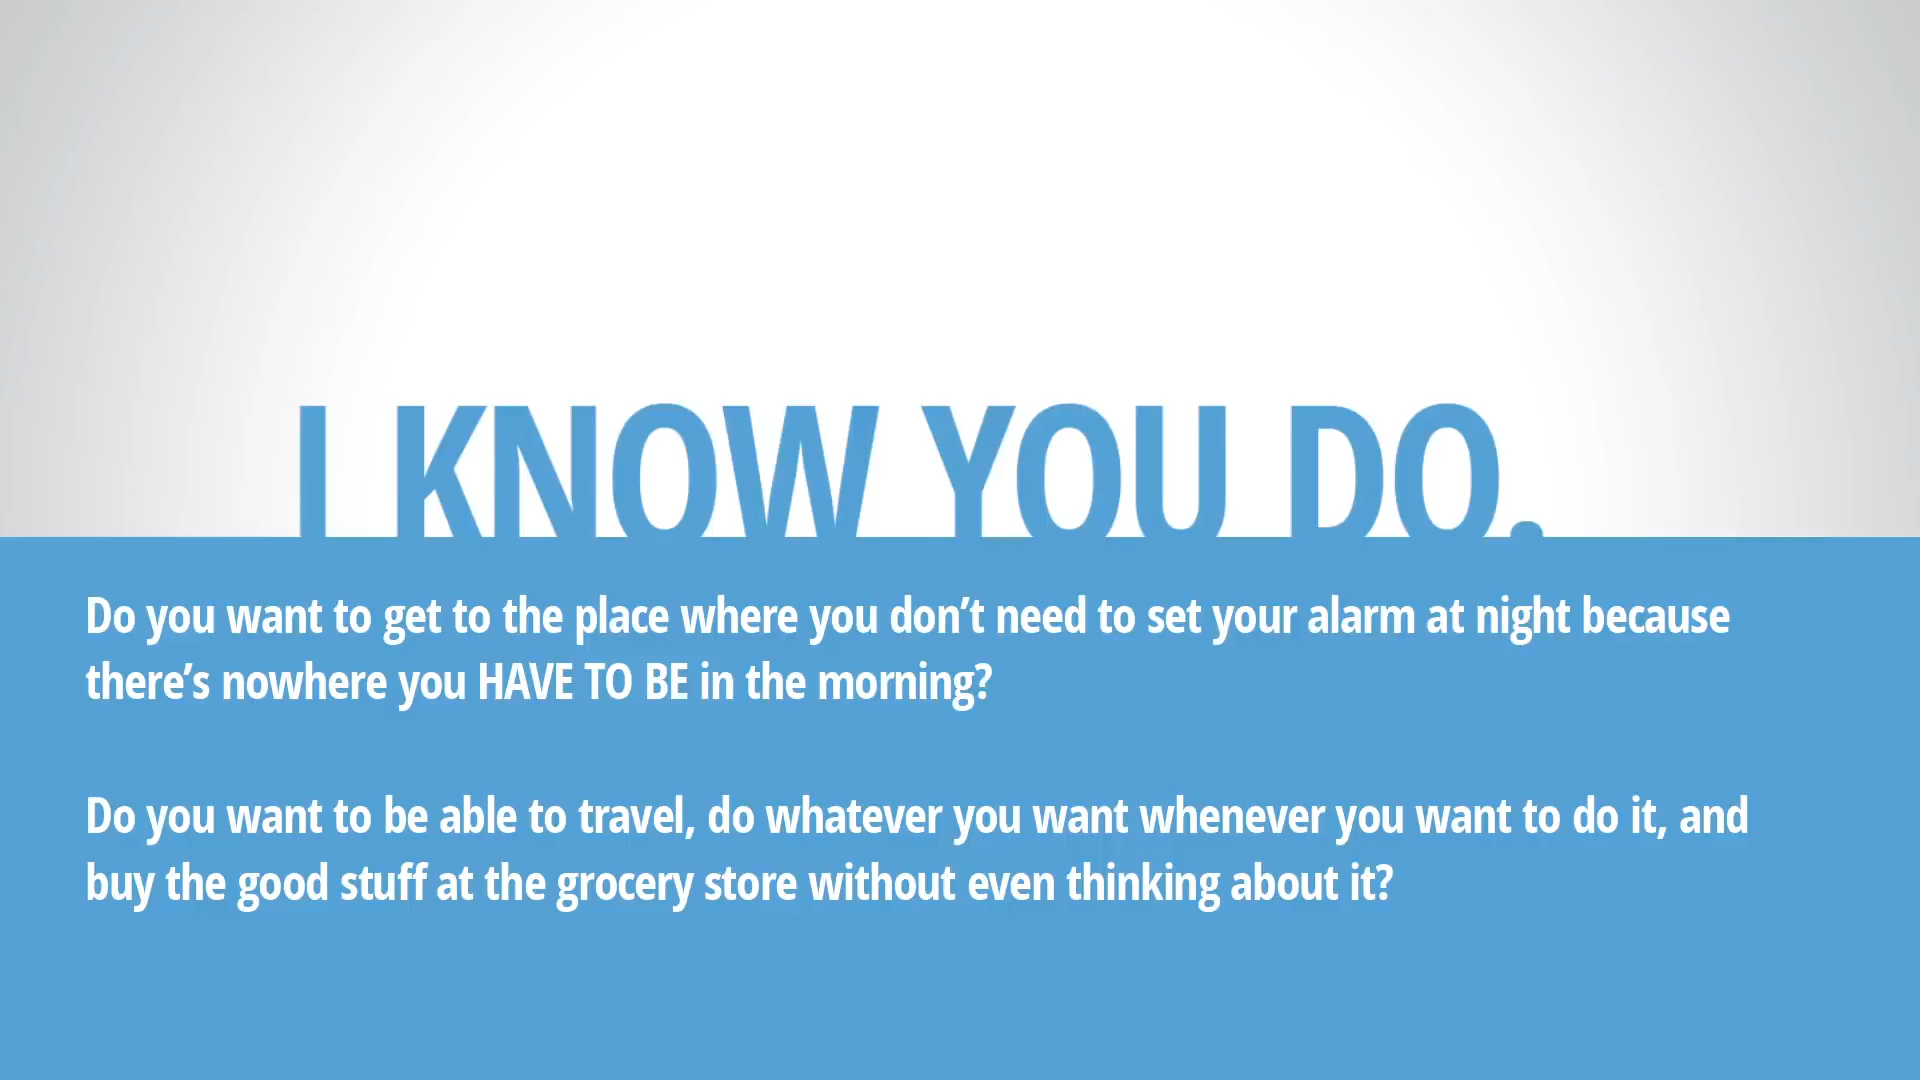 I KNOW YOU DO.
Do you want to get to the place where you don’t need to set your alarm at night because
there’s nowhere you HAVE TO BE in the morning?
Do you want to be able to travel, do whatever you want whenever you want to do it, and
buy the good stuff at the grocery store without even thinking about it?